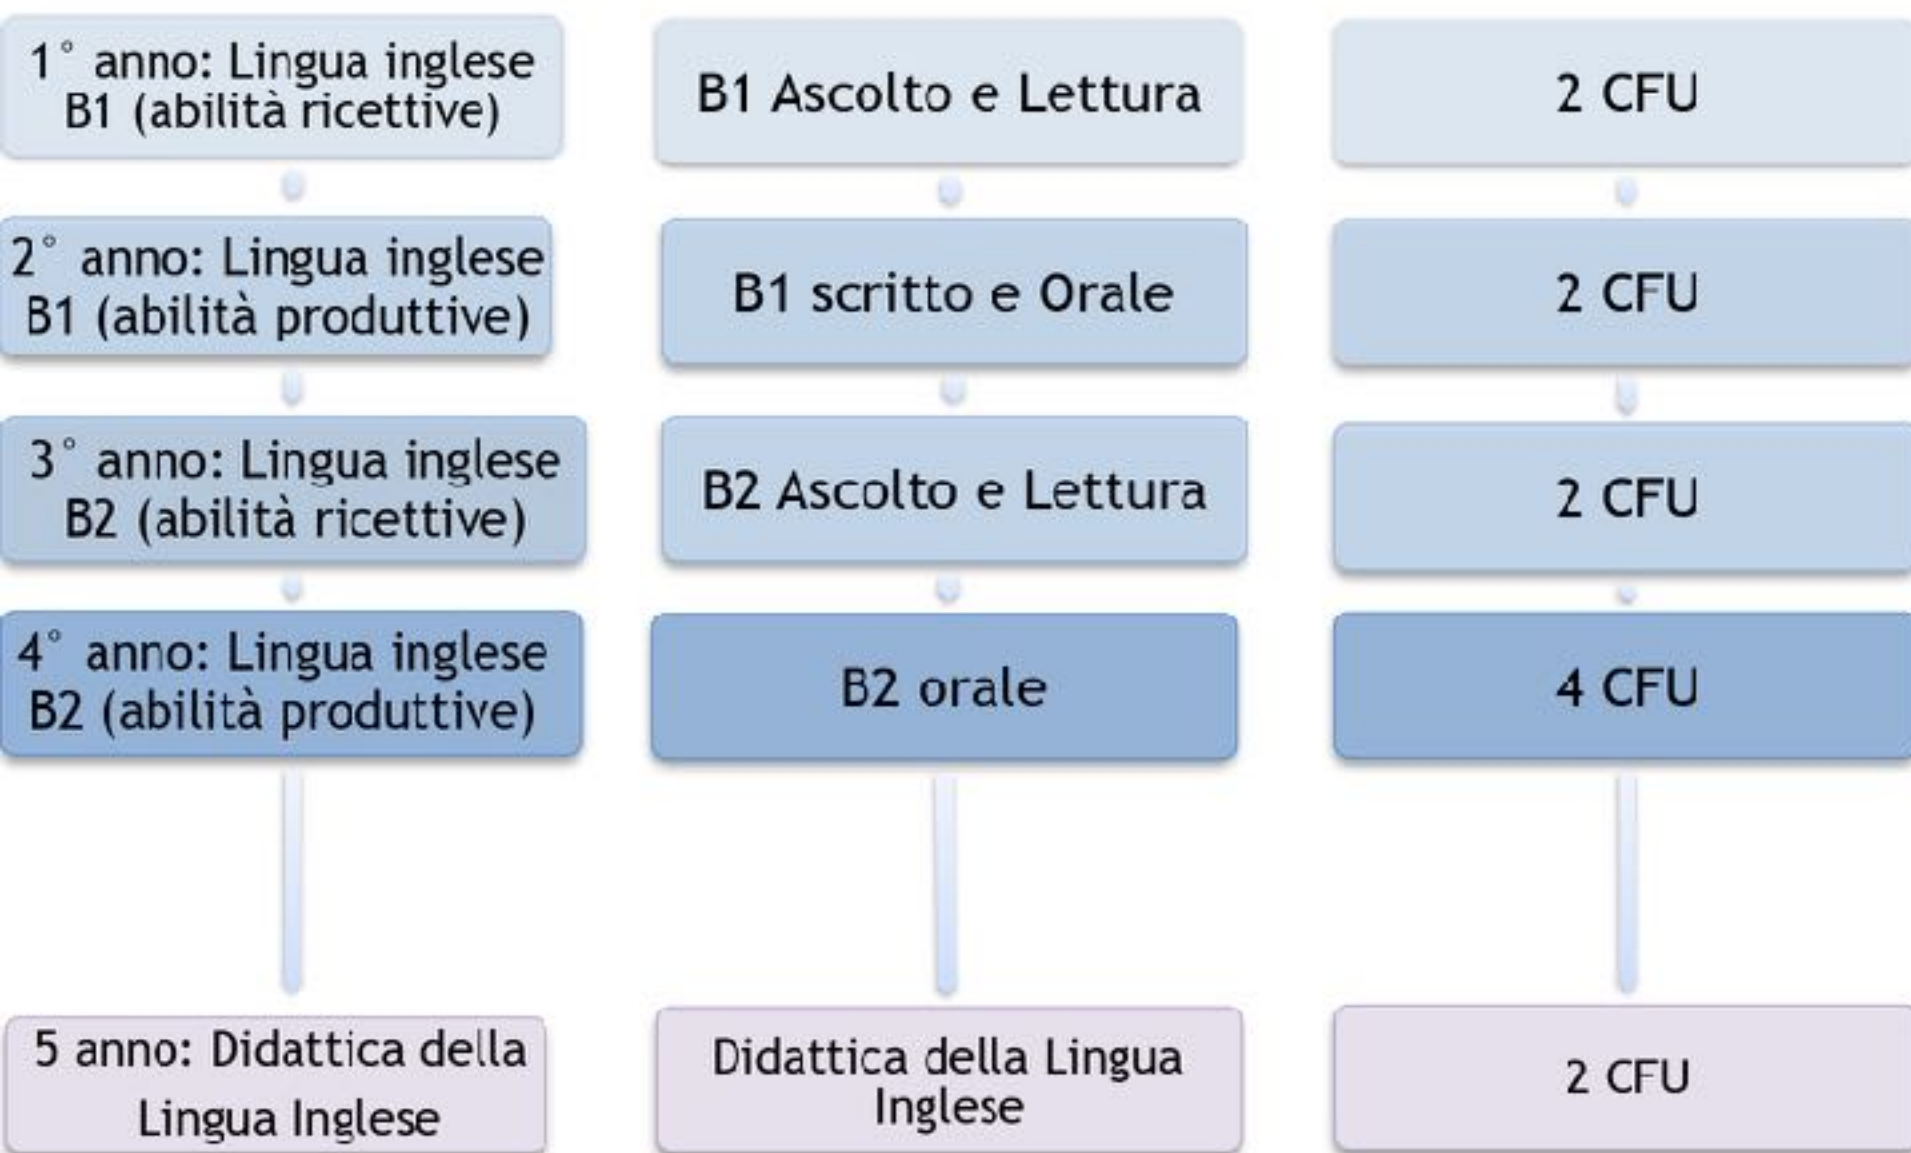 1° anno: Lingua inglese
B1 (abilità ricettive)
B1 Ascolto e Lettura
2 CFU
2° anno: Lingua inglese
B1 (abilità produttive)
B1 scritto e Orale
2 CFU
3° anno: Lingua inglese
B2 (abilità ricettive)
B2 Ascolto e Lettura
2 CFU
4° anno: Lingua inglese
B2 (abilità produttive)
B2 orale
4 CFU
5 anno: Didattica della
Lingua Inglese
Didattica della Lingua
Inglese
2 CFU